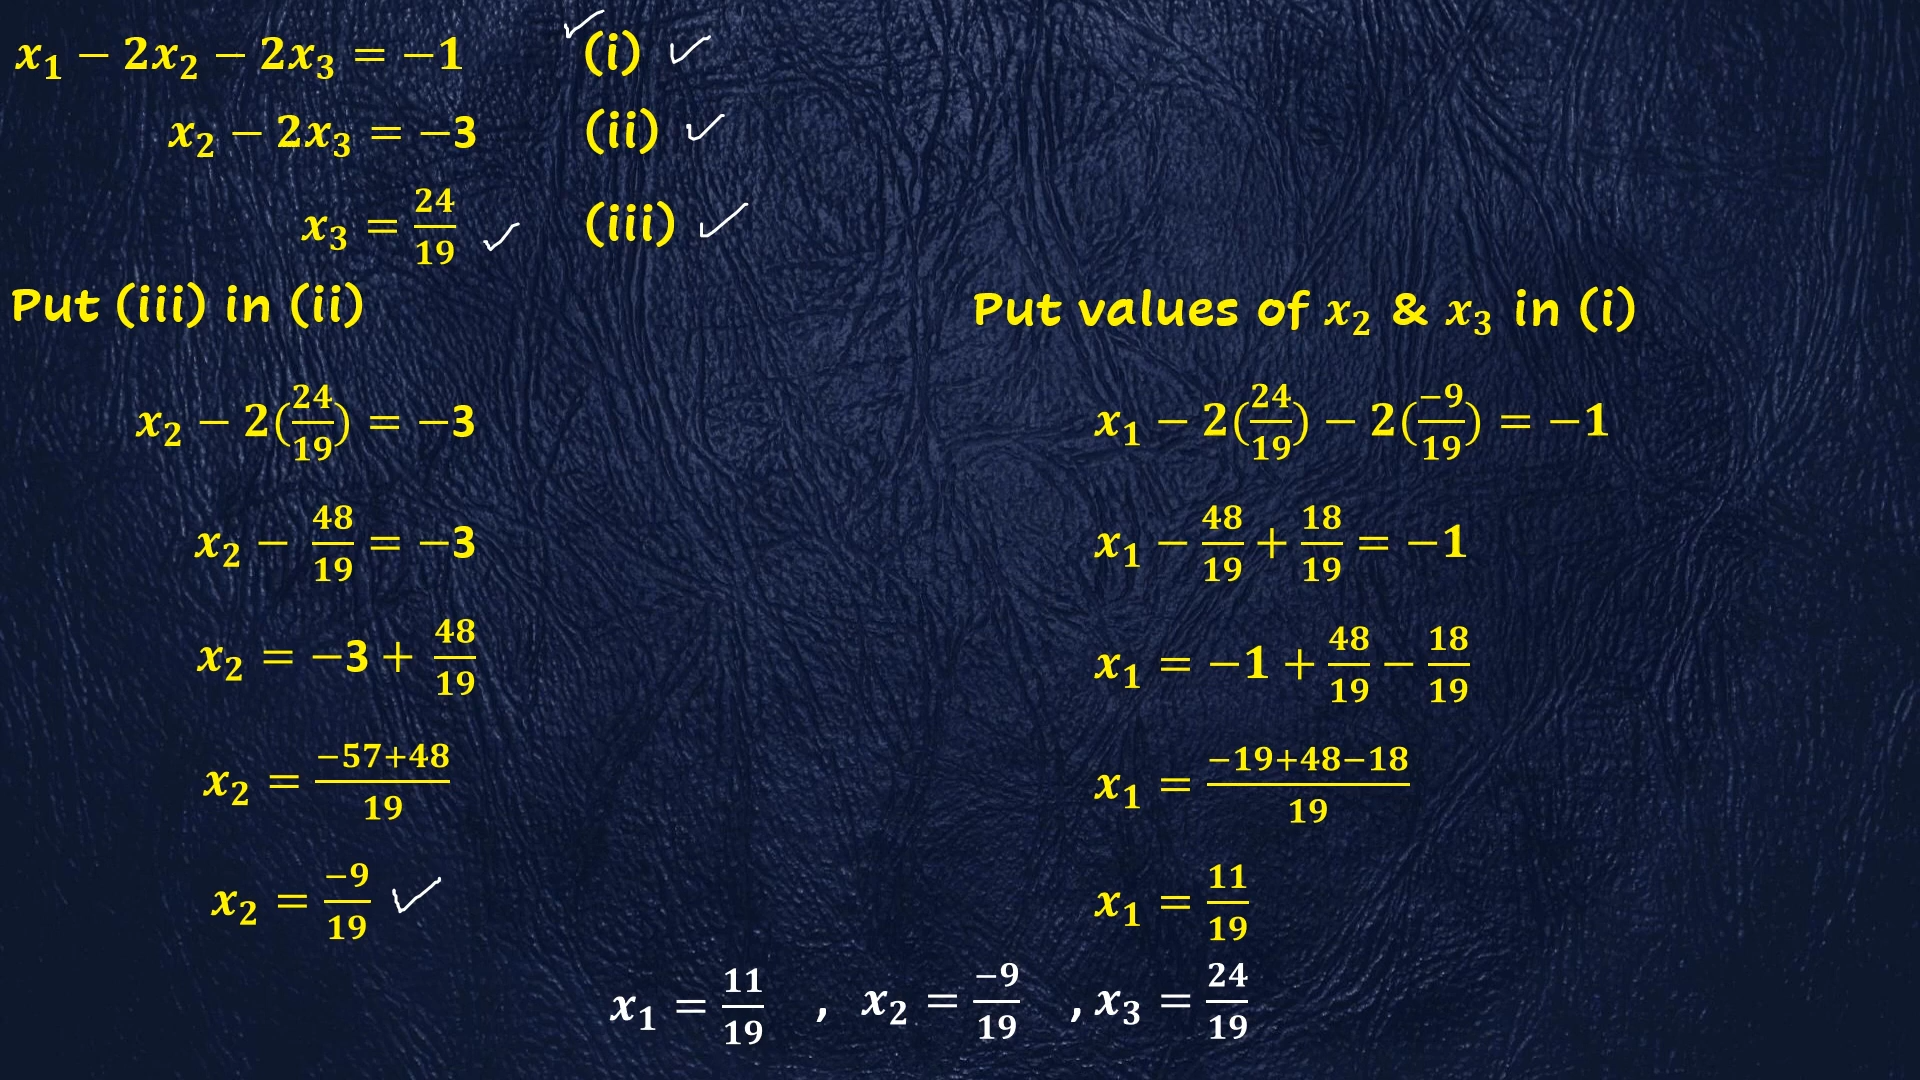 x₁ − 2x₂ − 2x₃ = −1 (i)
x₂ − 2x₃ = −3 (ii)
x₃ = 24/19 (iii)
Put (iii) in (ii)
x₂ − 2(24/19) = −3
x₂ − 48/19 = −3
x₂ = −3 + 48/19
x₂ = (−57+48)/19
x₂ = −9/19
Put values of x₂ & x₃ in (i)
x₁ − 2(24/19) − 2(−9/19) = −1
x₁ − 48/19 + 18/19 = −1
x₁ = −1 + 48/19 − 18/19
x₁ = (−19+48−18)/19
x₁ = 11/19
x₁ = 11/19 , x₂ = −9/19 , x₃ = 24/19